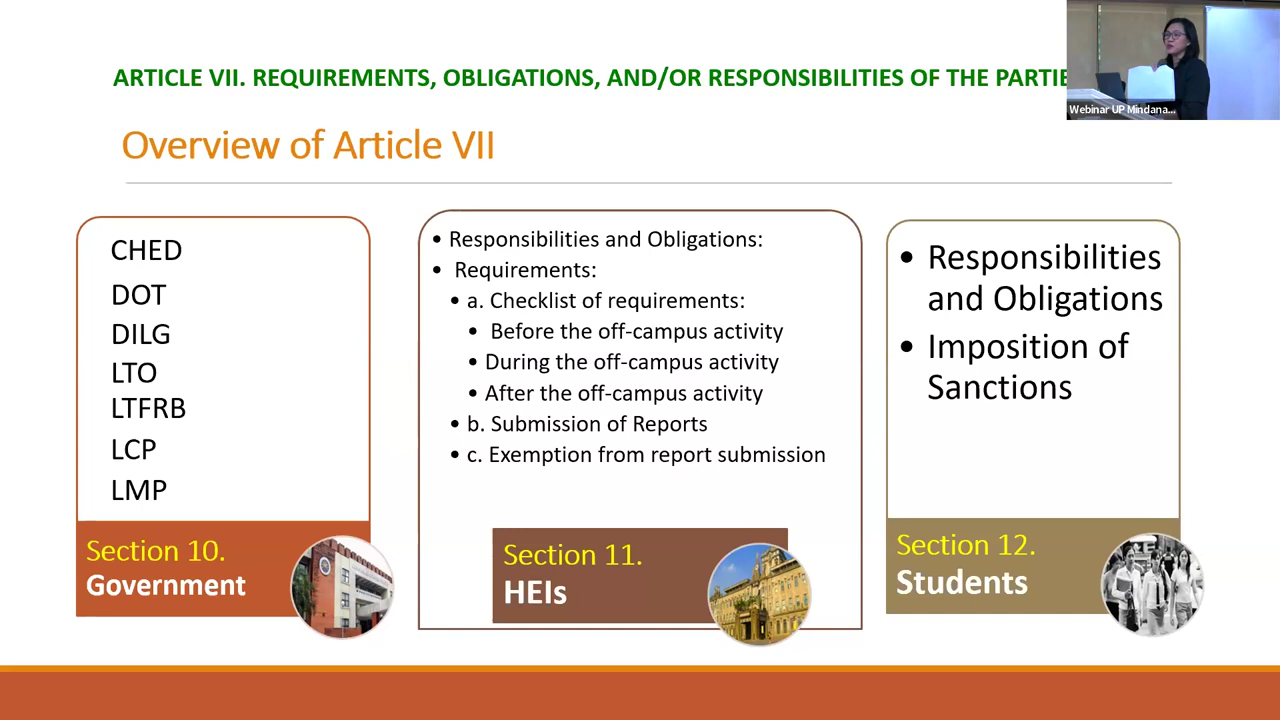 ARTICLE VII. REQUIREMENTS, OBLIGATIONS, AND/OR RESPONSIBILITIES OF THE PARTIE
Webinar UP Mindana...
Overview of Article VII
CHED
DOT
DILG
LTO
LTFRB
LCP
LMP
Section 10.
Government
• Responsibilities and Obligations:
• Requirements:
• a. Checklist of requirements:
• Before the off-campus activity
• During the off-campus activity
• After the off-campus activity
• b. Submission of Reports
• c. Exemption from report submission
Section 11.
HEIs
• Responsibilities
and Obligations
• Imposition of
Sanctions
Section 12.
Students